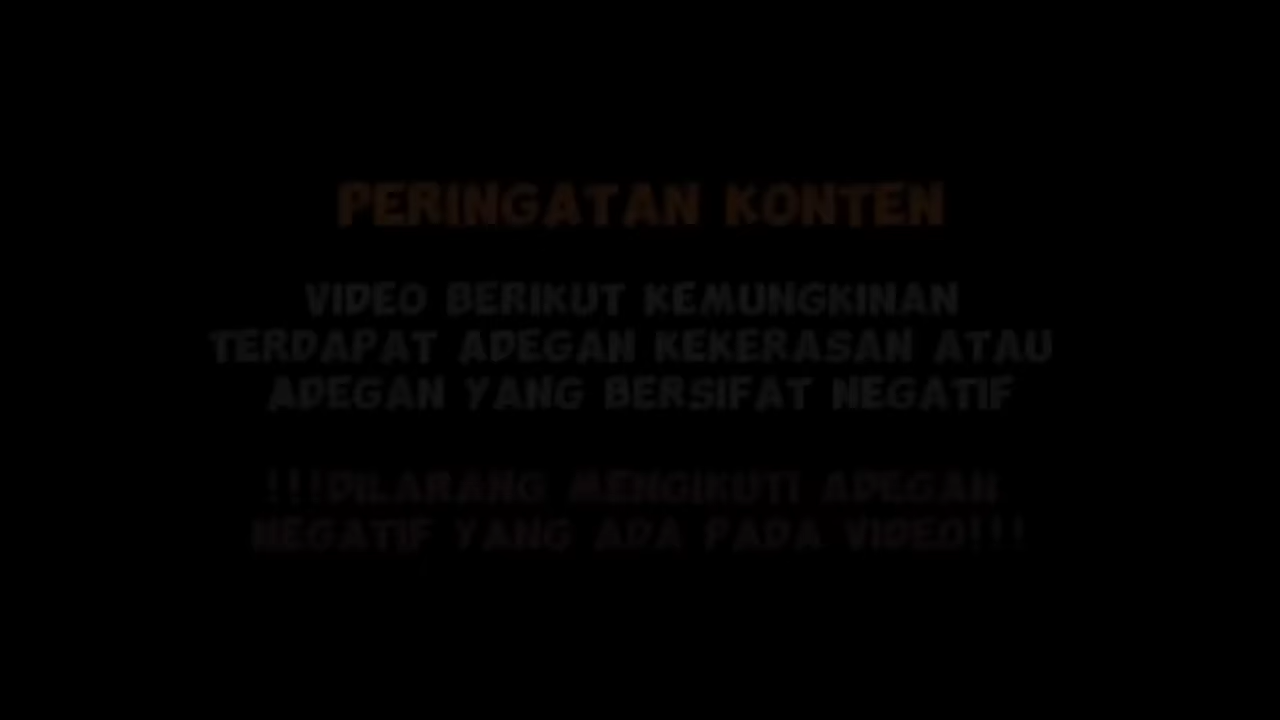 PERINGATAN KONTEN
VIDEO BERIKUT KEMUNGKINAN
TERDAPAT ADEGAN KEKERASAN ATAU
ADEGAN YANG BERSIFAT NEGATIF
!!!DILARANG MENGIKUTI ADEGAN
NEGATIF YANG ADA PADA VIDEO!!!